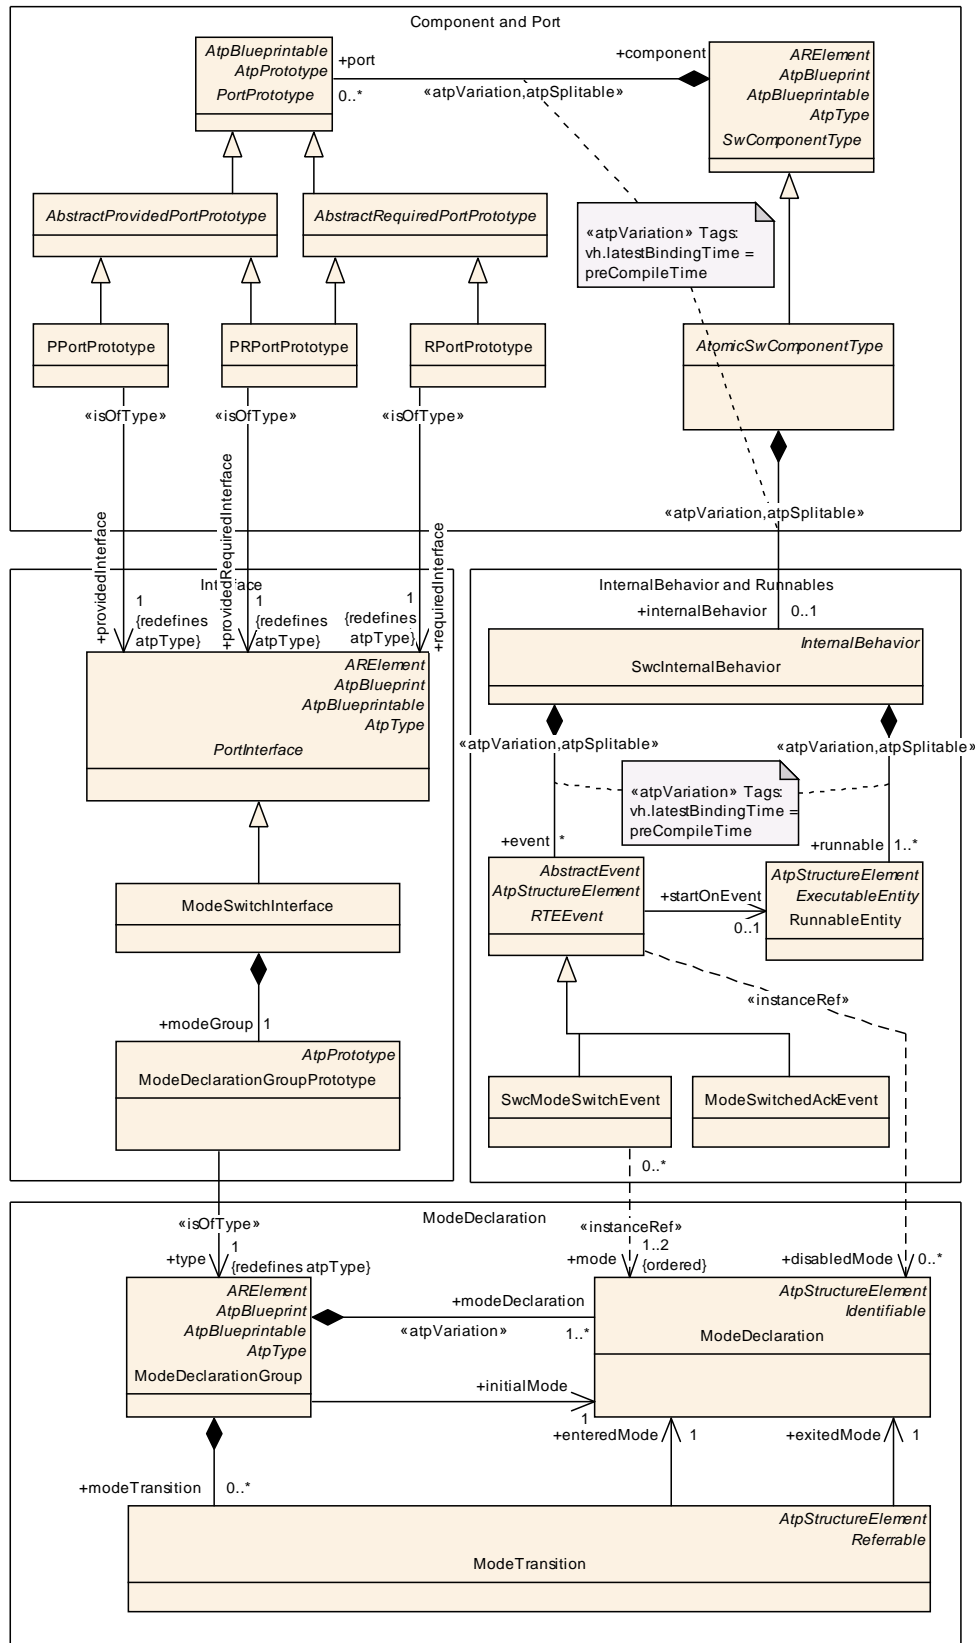 Component and Port
AtpBlueprintable
AtpPrototype
PortPrototype
+port
0..*
+component
«atpVariation,atpSplitable»
ARElement
AtpBlueprint
AtpBlueprintable
AtpType
SwComponentType
AbstractProvidedPortPrototype
AbstractRequiredPortPrototype
«atpVariation» Tags:
vh.latestBindingTime =
preCompileTime
PPortPrototype
PRPortPrototype
RPortPrototype
AtomicSwComponentType
«isOfType»
«isOfType»
«isOfType»
«atpVariation,atpSplitable»
+providedInterface
+providedRequiredInterface
+requiredInterface
Interface
1
{redefines
atpType}
1
{redefines
atpType}
1
{redefines
atpType}
ARElement
AtpBlueprint
AtpBlueprintable
AtpType
PortInterface
ModeSwitchInterface
+modeGroup
1
AtpPrototype
ModeDeclarationGroupPrototype
InternalBehavior and Runnables
+internalBehavior
0..1
InternalBehavior
SwcInternalBehavior
«atpVariation,atpSplitable»
«atpVariation,atpSplitable»
«atpVariation» Tags:
vh.latestBindingTime =
preCompileTime
+event
*
+runnable
1..*
AbstractEvent
AtpStructureElement
RTEEvent
+startOnEvent
0..1
AtpStructureElement
ExecutableEntity
RunnableEntity
«instanceRef»
SwcModeSwitchEvent
ModeSwitchedAckEvent
0..*
ModeDeclaration
«isOfType»
+type
1
{redefines atpType}
«instanceRef»
+mode
1..2
{ordered}
+disabledMode
0..*
ARElement
AtpBlueprint
AtpBlueprintable
AtpType
ModeDeclarationGroup
+modeDeclaration
«atpVariation»
1..*
AtpStructureElement
Identifiable
ModeDeclaration
+initialMode
1
+enteredMode
1
+exitedMode
1
+modeTransition
0..*
AtpStructureElement
Referrable
ModeTransition